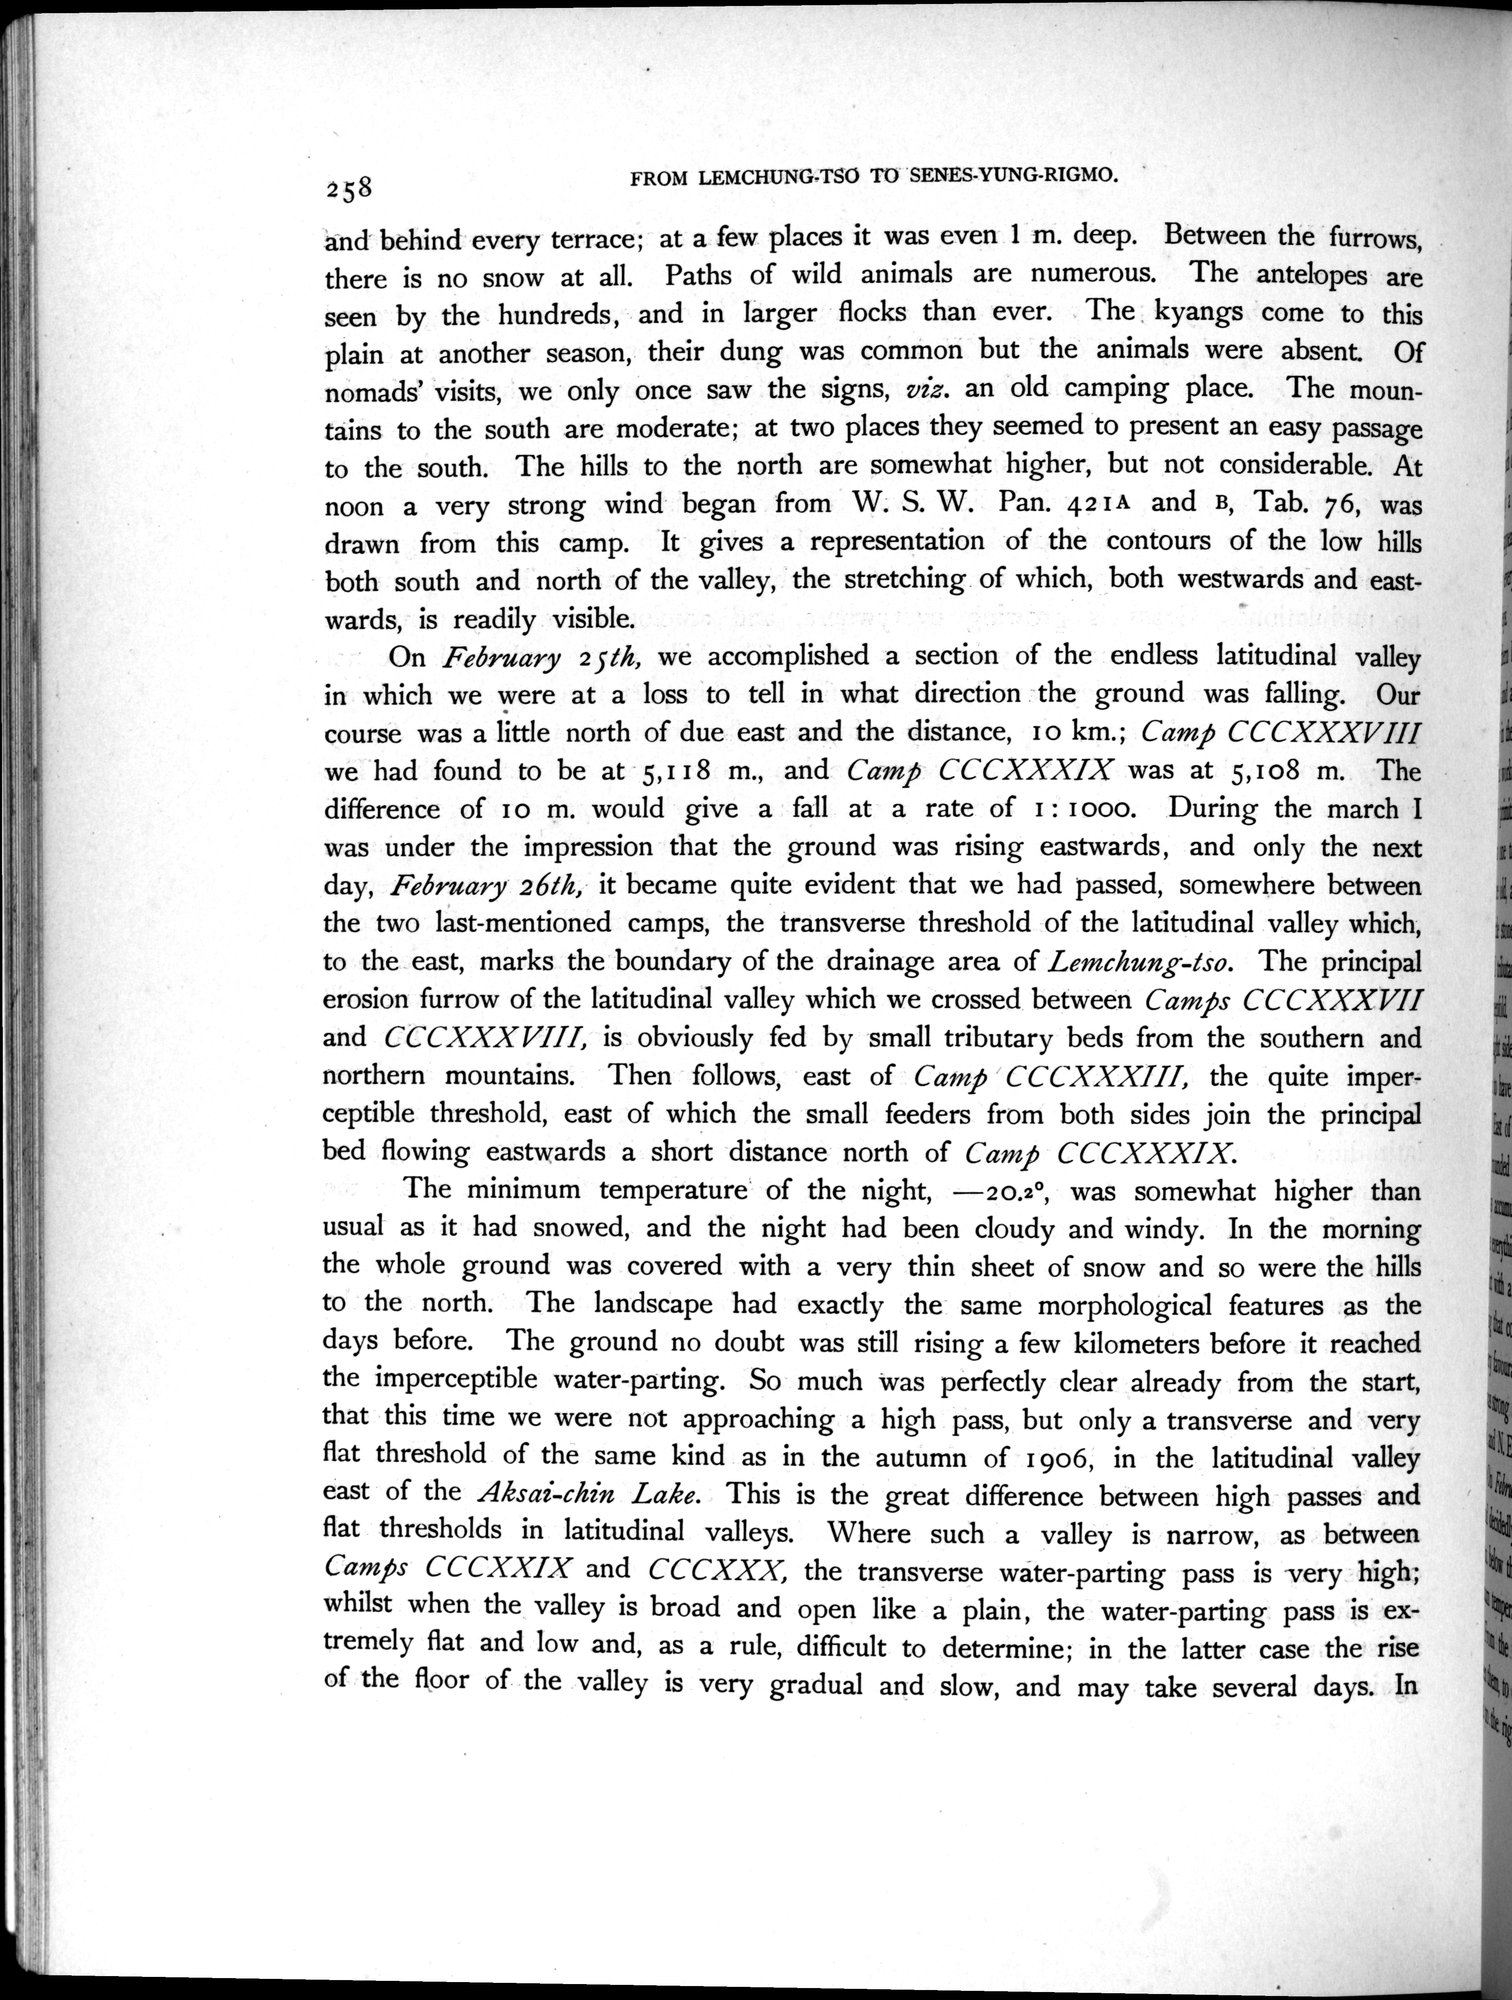 258
FROM LEMCHUNG-TSO TO SENES-YUNG-RIGMO.
and behind every terrace; at a few places it was even 1 m. deep. Between the furrows,
there is no snow at all. Paths of wild animals are numerous. The antelopes are
seen by the hundreds, and in larger flocks than ever. The kyangs come to this
plain at another season, their dung was common but the animals were absent. Of
nomads' visits, we only once saw the signs, viz. an old camping place. The moun-
tains to the south are moderate; at two places they seemed to present an easy passage
to the south. The hills to the north are somewhat higher, but not considerable. At
noon a very strong wind began from W. S. W. Pan. 421A and B, Tab. 76, was
drawn from this camp. It gives a representation of the contours of the low hills
both south and north of the valley, the stretching of which, both westwards and east-
wards, is readily visible.
On February 25th, we accomplished a section of the endless latitudinal valley
in which we were at a loss to tell in what direction the ground was falling. Our
course was a little north of due east and the distance, 10 km.; Camp CCCXXXVIII
we had found to be at 5,118 m., and Camp CCCXXXIX was at 5,108 m. The
difference of 10 m. would give a fall at a rate of 1 : 1000. During the march I
was under the impression that the ground was rising eastwards, and only the next
day, February 26th, it became quite evident that we had passed, somewhere between
the two last-mentioned camps, the transverse threshold of the latitudinal valley which,
to the east, marks the boundary of the drainage area of Lemchung-tso. The principal
erosion furrow of the latitudinal valley which we crossed between Camps CCCXXXVII
and CCCXXXVIII, is obviously fed by small tributary beds from the southern and
northern mountains. Then follows, east of Camp CCCXXXIII, the quite imper-
ceptible threshold, east of which the small feeders from both sides join the principal
bed flowing eastwards a short distance north of Camp CCCXXXIX.
The minimum temperature of the night, —20.2°, was somewhat higher than
usual as it had snowed, and the night had been cloudy and windy. In the morning
the whole ground was covered with a very thin sheet of snow and so were the hills
to the north. The landscape had exactly the same morphological features as the
days before. The ground no doubt was still rising a few kilometers before it reached
the imperceptible water-parting. So much was perfectly clear already from the start,
that this time we were not approaching a high pass, but only a transverse and very
flat threshold of the same kind as in the autumn of 1906, in the latitudinal valley
east of the Aksai-chin Lake. This is the great difference between high passes and
flat thresholds in latitudinal valleys. Where such a valley is narrow, as between
Camps CCCXXIX and CCCXXX, the transverse water-parting pass is very high;
whilst when the valley is broad and open like a plain, the water-parting pass is ex-
tremely flat and low and, as a rule, difficult to determine; in the latter case the rise
of the floor of the valley is very gradual and slow, and may take several days. In